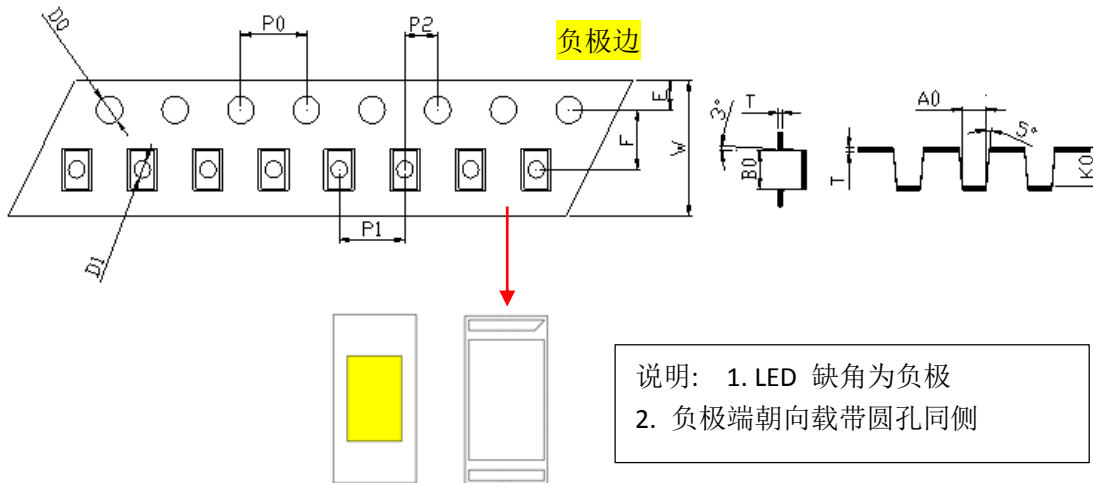 D0
P0
P2
负极边
E
F
W
D1
P1
3°
T
B0
T
A0
5°
K0
说明: 1. LED 缺角为负极
2. 负极端朝向载带圆孔同侧